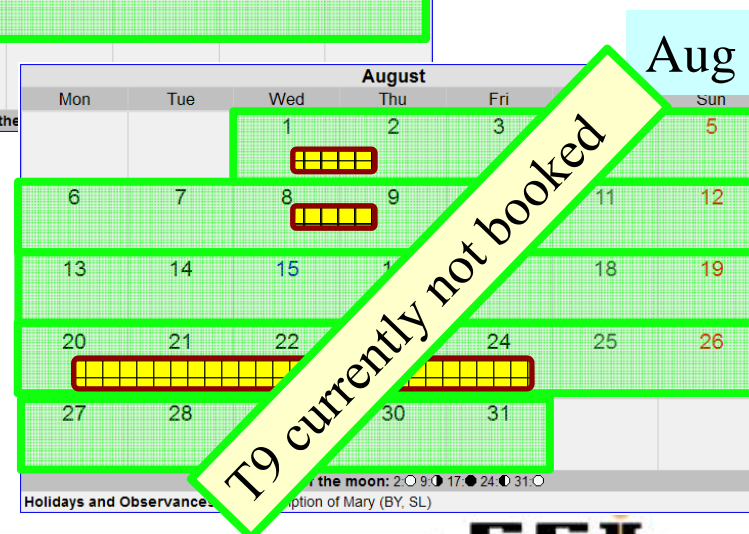 Aug
August
Mon Tue Wed Thu Fri Sun
the
1 2 3 5
6 7 8 9 11 12
13 14 15 18 19
20 21 22 24 25 26
27 28 30 31
T9 currently not booked
the moon: 2: 9: 17: 24: 31:
Holidays and Observances of Mary (BY, SL)